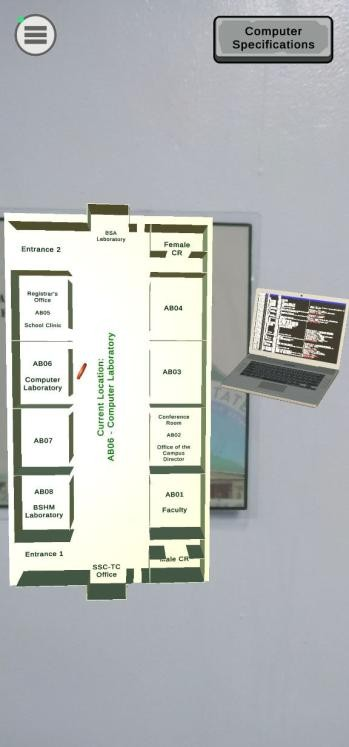 Computer
Specifications
BSA
Laboratory
Entrance 2
Female
CR
Registrar's
Office
AB05
School Clinic
AB04
AB06
Computer
Laboratory
Current Location:
AB06 - Computer Laboratory
AB03
AB07
Conference
Room
AB02
Office of the
Campus
Director
AB08
BSHM
Laboratory
AB01
Faculty
Entrance 1
Male CR
SSC-TC
Office